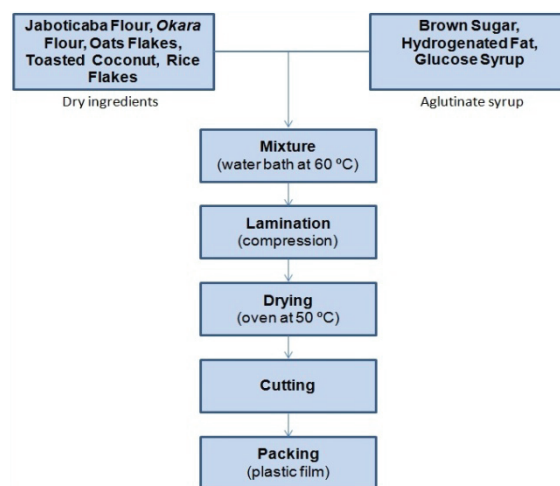 Jaboticaba Flour, Okara
Flour, Oats Flakes,
Toasted Coconut, Rice
Flakes
Dry ingredients
Brown Sugar,
Hydrogenated Fat,
Glucose Syrup
Aglutinate syrup
Mixture
(water bath at 60 ºC)
Lamination
(compression)
Drying
(oven at 50 ºC)
Cutting
Packing
(plastic film)